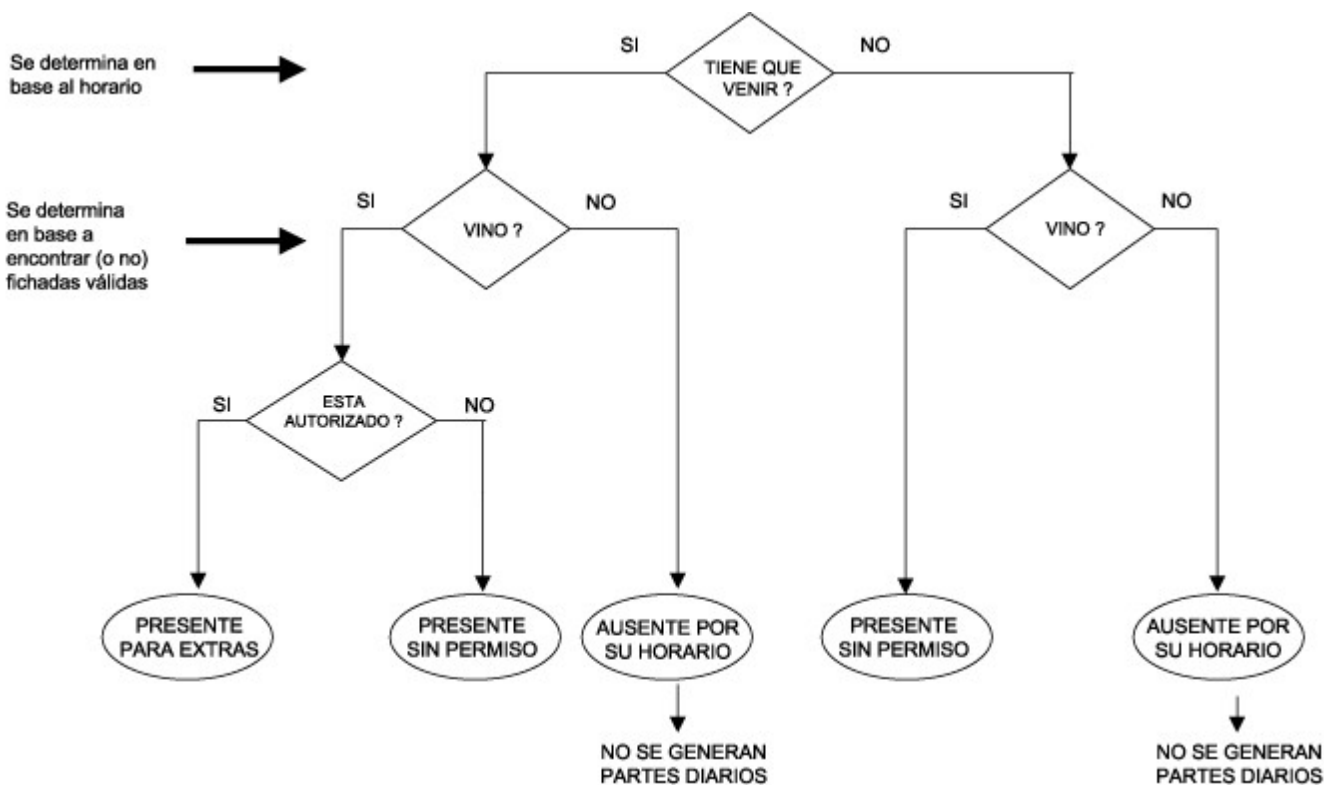 SI
NO
Se determina en
base al horario
TIENE QUE
VENIR ?
Se determina
en base a
encontrar (o no)
fichadas válidas
SI
VINO ?
NO
SI
VINO ?
NO
SI
ESTA
AUTORIZADO ?
NO
PRESENTE
PARA EXTRAS
PRESENTE
SIN PERMISO
AUSENTE POR
SU HORARIO
PRESENTE
SIN PERMISO
AUSENTE POR
SU HORARIO
NO SE GENERAN
PARTES DIARIOS
NO SE GENERAN
PARTES DIARIOS